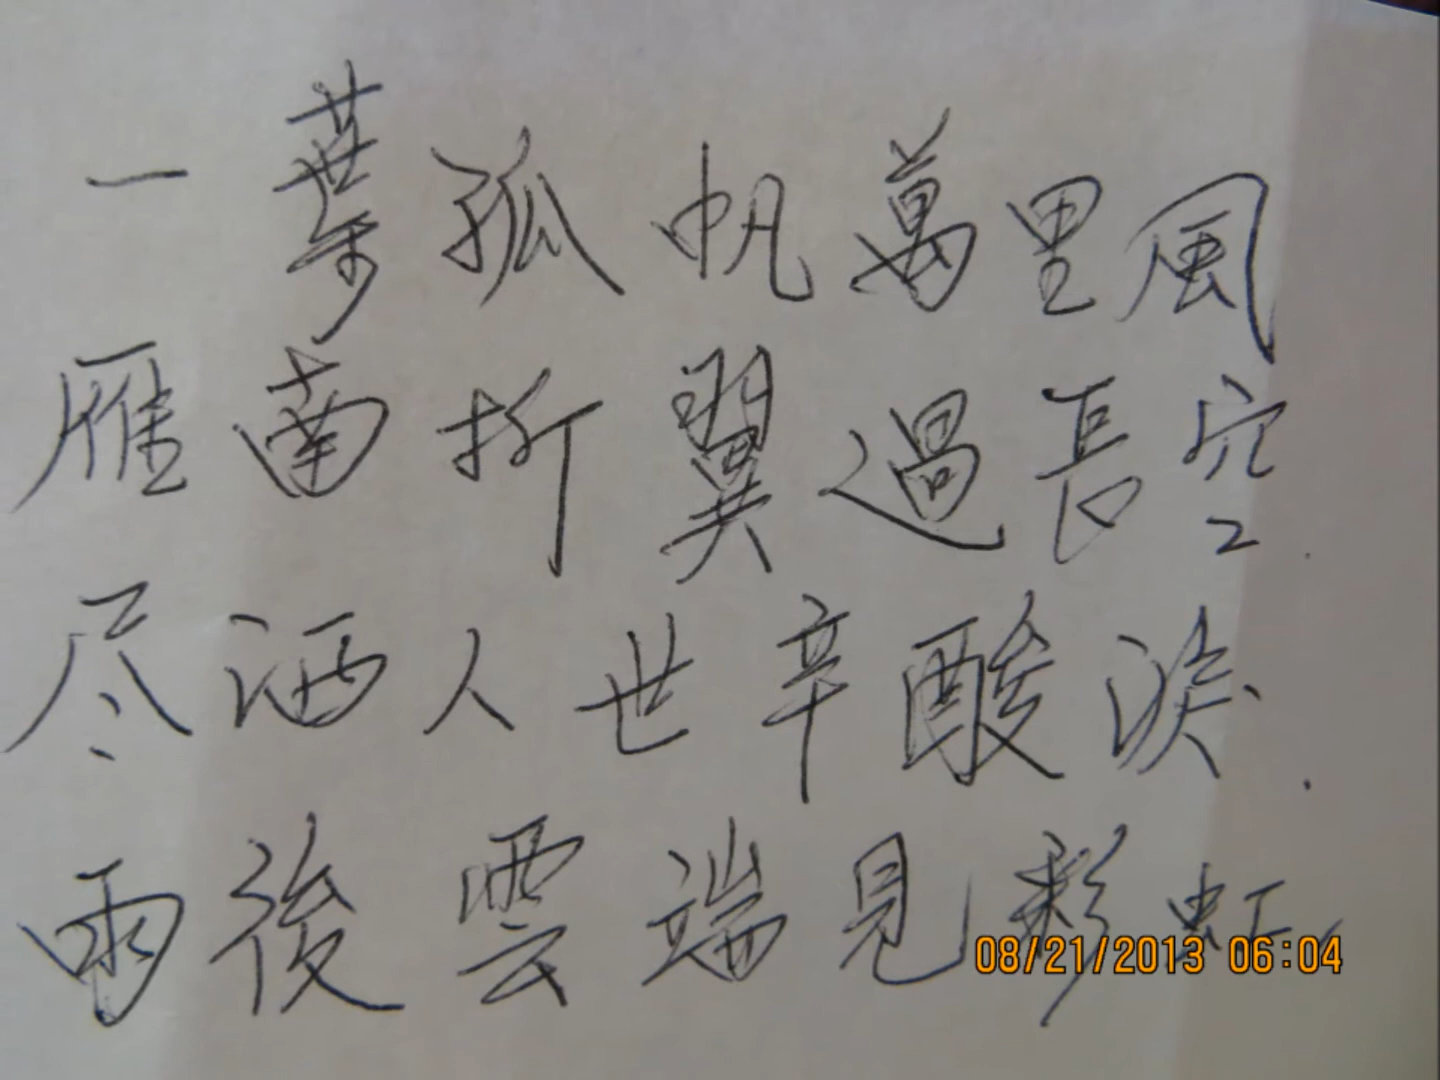 一葉孤帆萬里風
雁南折翼過長空.
尽洒人世辛酸淚.
雨後雲端見彩虹.
08/21/2013 06:04